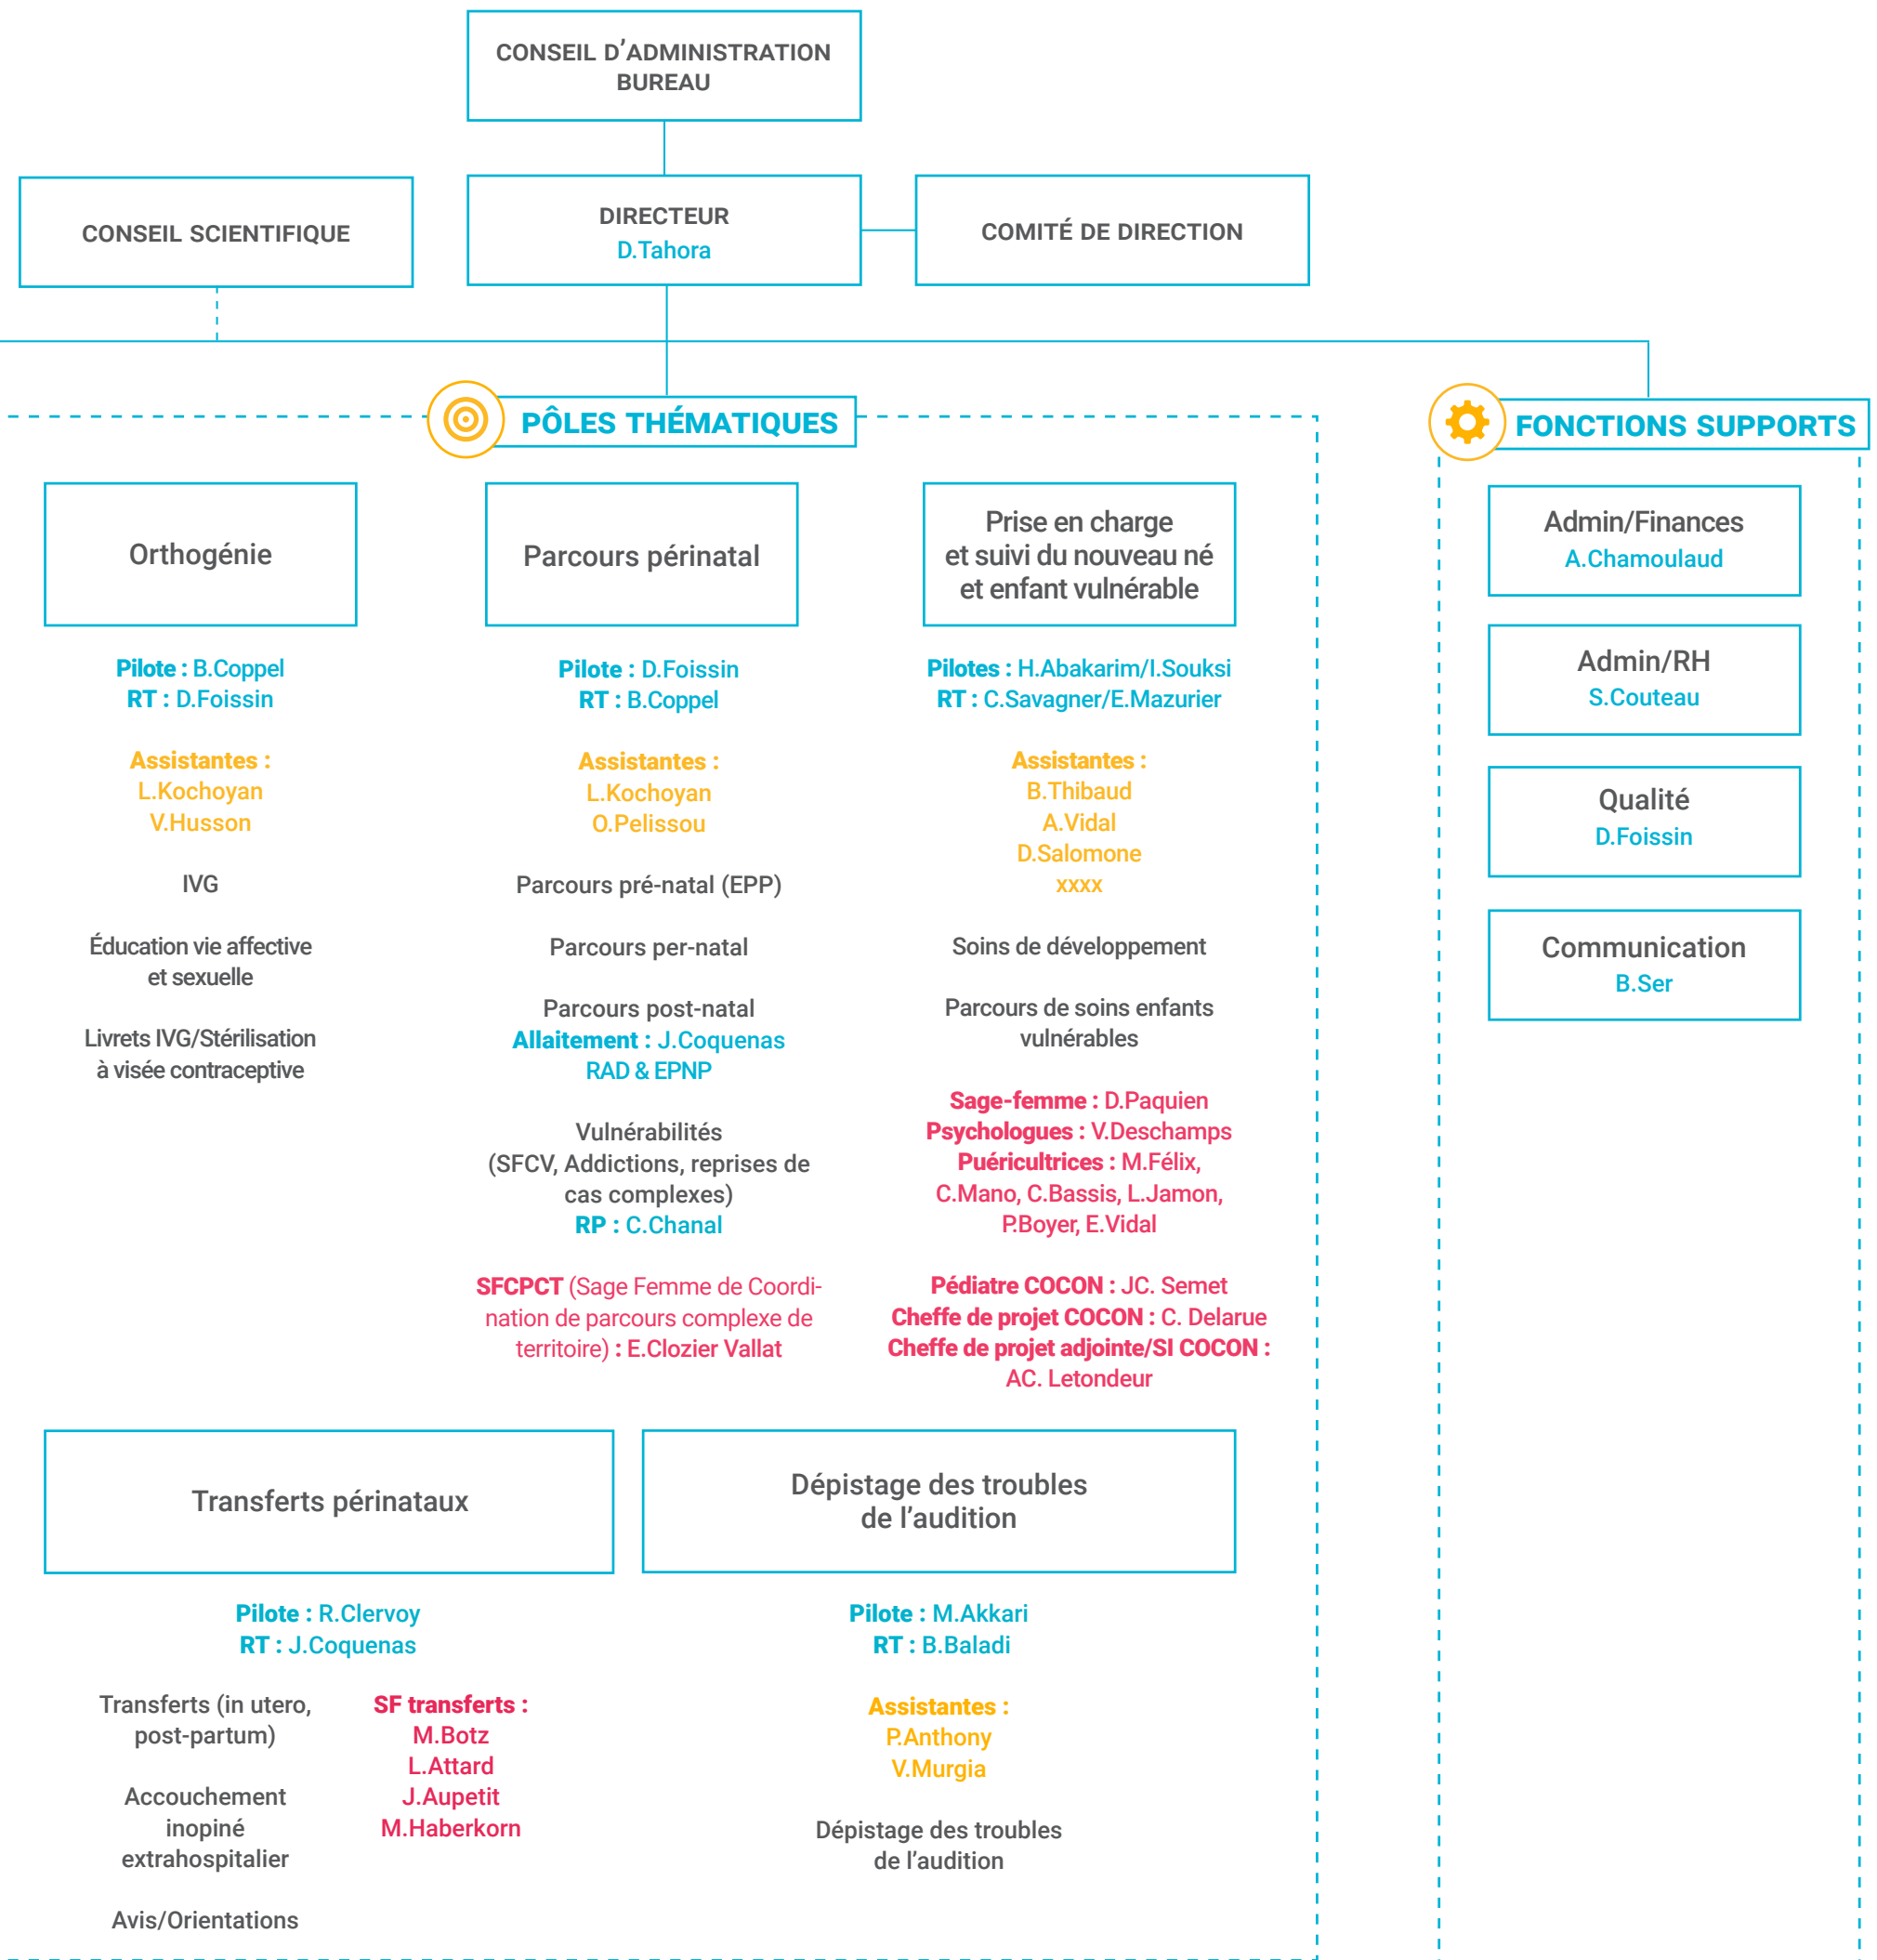 CONSEIL D'ADMINISTRATION
BUREAU
CONSEIL SCIENTIFIQUE
DIRECTEUR
D.Tahora
COMITÉ DE DIRECTION
PÔLES THÉMATIQUES
FONCTIONS SUPPORTS
Orthogénie
Pilote : B.Coppel
RT : D.Foissin
Assistantes :
L.Kochoyan
V.Husson
IVG
Éducation vie affective
et sexuelle
Livrets IVG/Stérilisation
à visée contraceptive
Parcours périnatal
Pilote : D.Foissin
RT : B.Coppel
Assistantes :
L.Kochoyan
O.Pelissou
Parcours pré-natal (EPP)
Parcours per-natal
Parcours post-natal
Allaitement : J.Coquenas
RAD & EPNP
Vulnérabilités
(SFCV, Addictions, reprises de
cas complexes)
RP : C.Chanal
SFCPCT (Sage Femme de Coordi-
nation de parcours complexe de
territoire) : E.Clozier Vallat
Prise en charge
et suivi du nouveau né
et enfant vulnérable
Pilotes : H.Abakarim/I.Souksi
RT : C.Savagner/E.Mazurier
Assistantes :
B.Thibaud
A.Vidal
D.Salomone
xxxx
Soins de développement
Parcours de soins enfants
vulnérables
Sage-femme : D.Paquien
Psychologues : V.Deschamps
Puéricultrices : M.Félix,
C.Mano, C.Bassis, L.Jamon,
P.Boyer, E.Vidal
Pédiatre COCON : JC. Semet
Cheffe de projet COCON : C. Delarue
Cheffe de projet adjointe/SI COCON :
AC. Letondeur
Admin/Finances
A.Chamoulaud
Admin/RH
S.Couteau
Qualité
D.Foissin
Communication
B.Ser
Transferts périnataux
Pilote : R.Clervoy
RT : J.Coquenas
Transferts (in utero,
post-partum)
Accouchement
inopiné
extrahospitalier
Avis/Orientations
SF transferts :
M.Botz
L.Attard
J.Aupetit
M.Haberkorn
Dépistage des troubles
de l'audition
Pilote : M.Akkari
RT : B.Baladi
Assistantes :
P.Anthony
V.Murgia
Dépistage des troubles
de l'audition